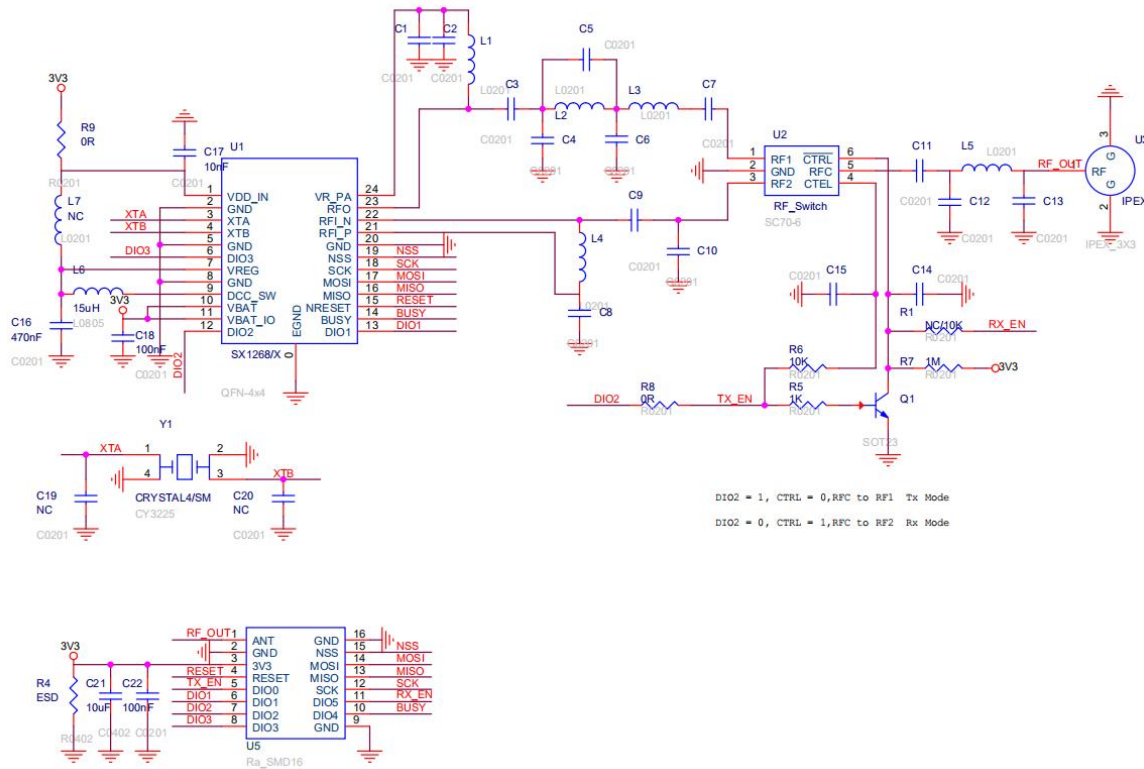 C1
C2
C0201
C0201
L1
L0201
C3
C0201
C5
C0201
L2
L0201
L3
L0201
C4
C0201
C6
C0201
C7
C0201
3V3
R9
0R
R0201
C17
10nF
C0201
L7
NC
L0201
XTA
XTB
DIO3
L6
15uH
L0805
3V3
C16
470nF
C0201
C18
100nF
C0201
DIO2
U1
1 VDD_IN VR_PA 24
2 GND RFO 23
3 XTA RFI_N 22
4 XTB RFI_P 21
5 GND GND 20
6 DIO3 NSS 19 NSS
7 VREG SCK 18 SCK
8 GND MOSI 17 MOSI
9 DCC_SW MISO 16 MISO
10 VBAT NRESET 15 RESET
11 VBAT_IO BUSY 14 BUSY
12 DIO2 DIO1 13 DIO1
EGND
0
SX1268/X
QFN-4x4
C9
C0201
L4
L0201
C8
C0201
C10
C0201
U2
1 RF1 CTRL 6
2 GND RFC 5
3 RF2 CTEL 4
RF_Switch
SC70-6
C11
C0201
L5
L0201
RF_OUT
C12
C0201
C13
C0201
3
G
1
RF
G
2
IPEX
IPEX_3X3
C15
C0201
C14
C0201
R1
NC/10K
R0201
RX_EN
R6
10K
R0201
R7
1M
R0201
3V3
DIO2
R8
0R
R0201
TX_EN
R5
1K
R0201
Q1
SOT23
Y1
XTA
1
2
4
3
XTB
CRYSTAL4/SM
CY3225
C19
NC
C0201
C20
NC
C0201
DIO2 = 1, CTRL = 0,RFC to RF1 Tx Mode
DIO2 = 0, CTRL = 1,RFC to RF2 Rx Mode
3V3
R4
ESD
R0402
C21
10uF
C0402
C22
100nF
C0201
RF_OUT 1 ANT GND 16
2 GND NSS 15 NSS
3 3V3 MOSI 14 MOSI
RESET 4 RESET MISO 13 MISO
TX_EN 5 DIO0 SCK 12 SCK
DIO1 6 DIO1 DIO5 11 RX_EN
DIO2 7 DIO2 DIO4 10 BUSY
DIO3 8 DIO3 GND 9
U5
Ra_SMD16